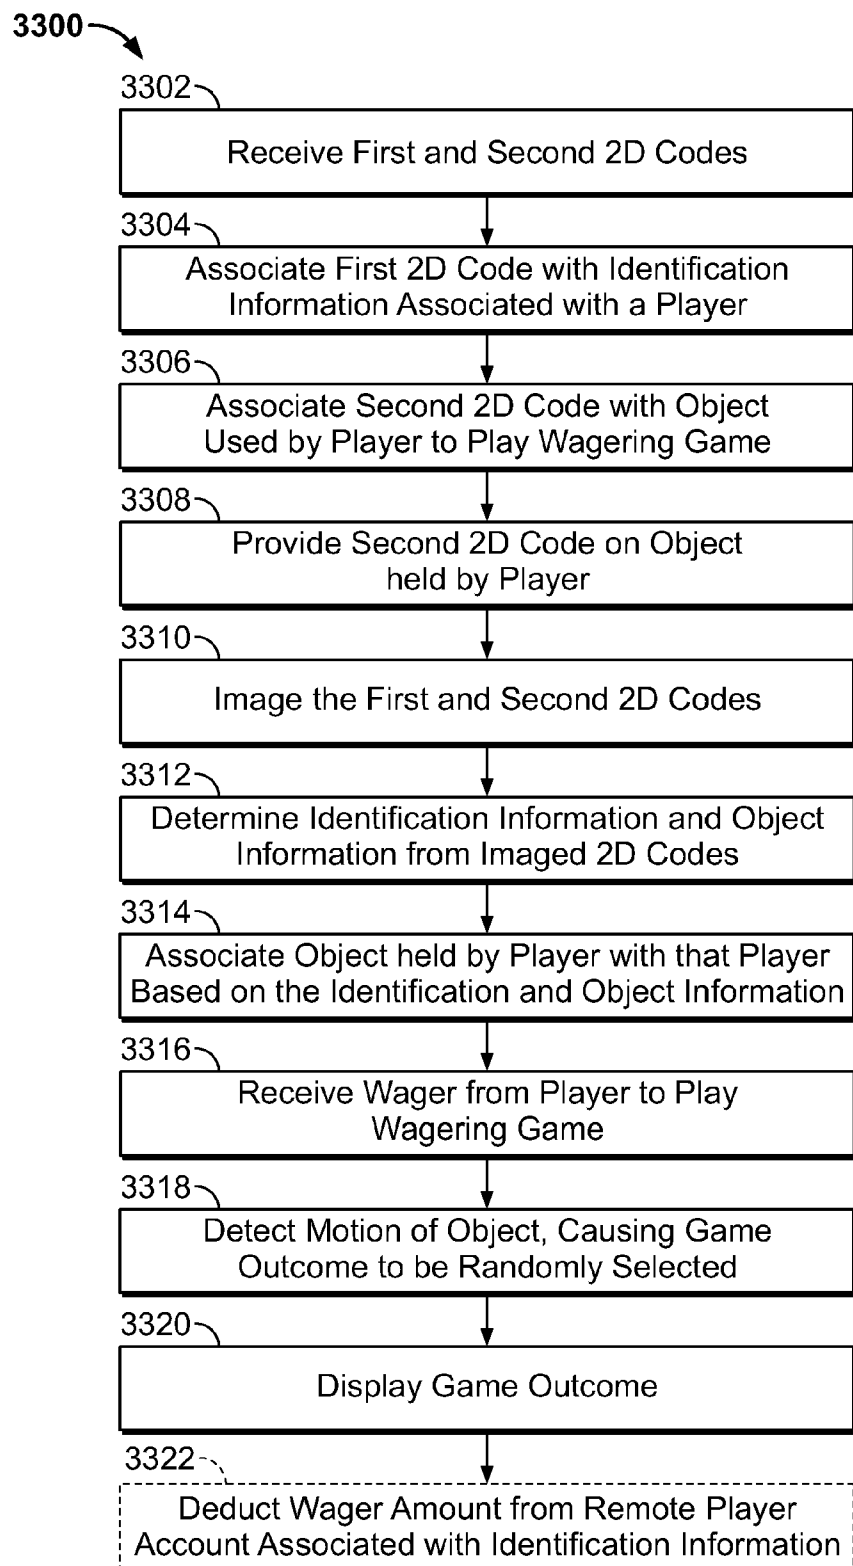 3300
3302
Receive First and Second 2D Codes
3304
Associate First 2D Code with Identification
Information Associated with a Player
3306
Associate Second 2D Code with Object
Used by Player to Play Wagering Game
3308
Provide Second 2D Code on Object
held by Player
3310
Image the First and Second 2D Codes
3312
Determine Identification Information and Object
Information from Imaged 2D Codes
3314
Associate Object held by Player with that Player
Based on the Identification and Object Information
3316
Receive Wager from Player to Play
Wagering Game
3318
Detect Motion of Object, Causing Game
Outcome to be Randomly Selected
3320
Display Game Outcome
3322
Deduct Wager Amount from Remote Player
Account Associated with Identification Information